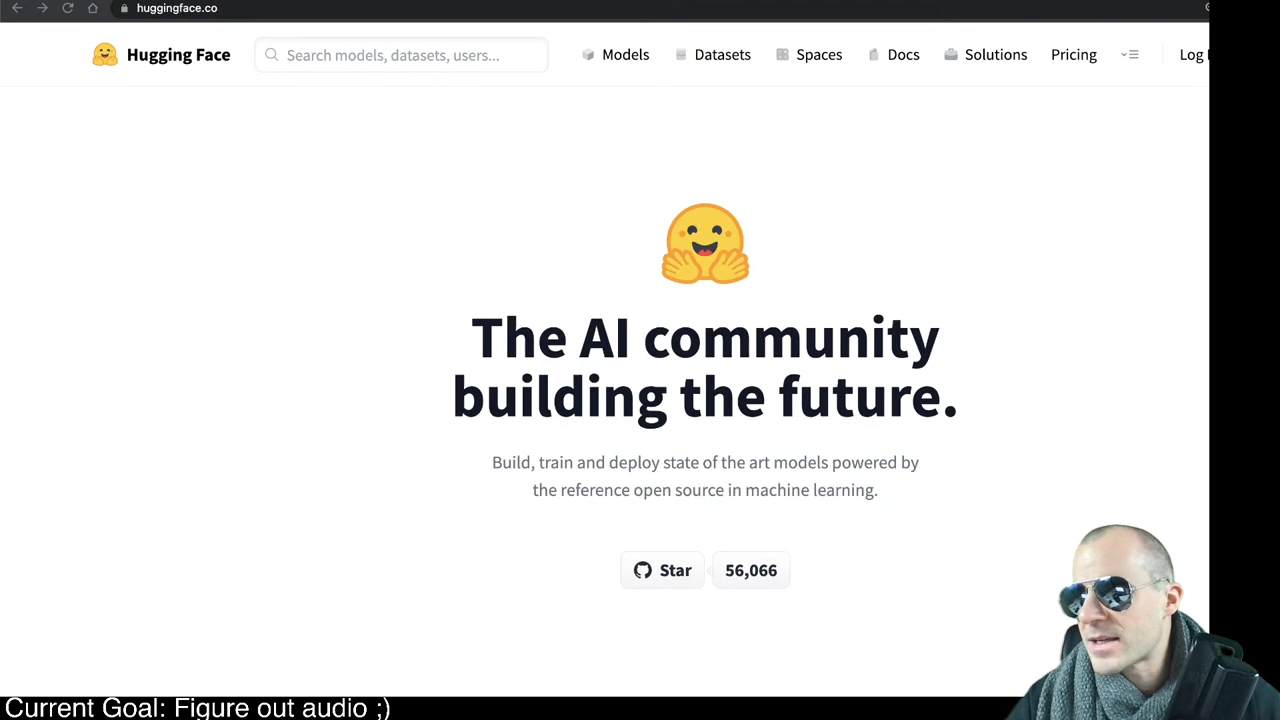 huggingface.co
Hugging Face
Search models, datasets, users...
Models
Datasets
Spaces
Docs
Solutions
Pricing
Log
The AI community
building the future.
Build, train and deploy state of the art models powered by
the reference open source in machine learning.
Star
56,066
Current Goal: Figure out audio ;)